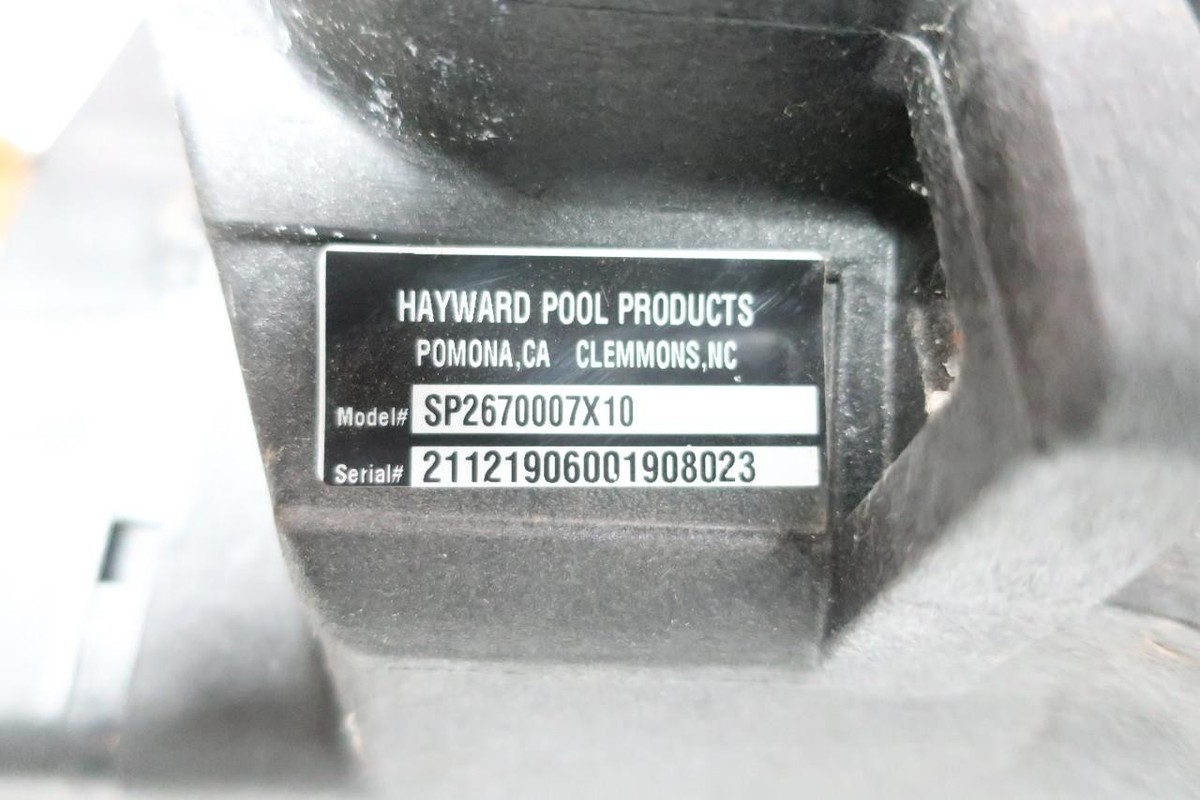 HAYWARD POOL PRODUCTS
POMONA,CA CLEMMONS,NC
Model# SP2670007X10
Serial# 21121906001908023